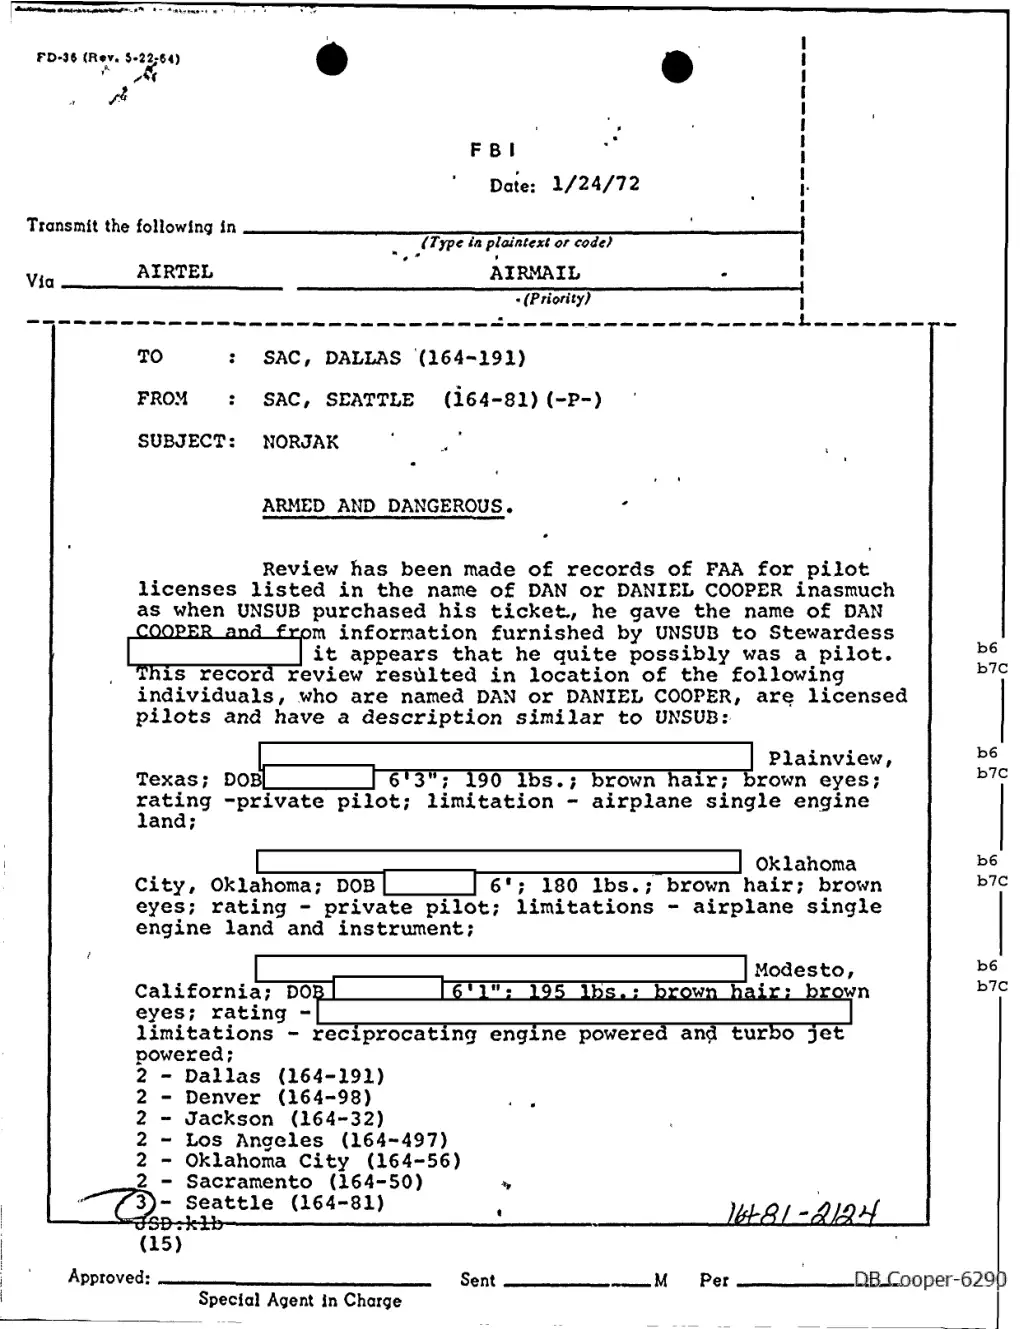 FD-36 (Rev. 5-22-64)
FBI
Date: 1/24/72
Transmit the following in
(Type in plaintext or code)
Via AIRTEL AIRMAIL
(Priority)
TO : SAC, DALLAS (164-191)
FROM : SAC, SEATTLE (164-81)(-P-)
SUBJECT: NORJAK
ARMED AND DANGEROUS.
Review has been made of records of FAA for pilot
licenses listed in the name of DAN or DANIEL COOPER inasmuch
as when UNSUB purchased his ticket, he gave the name of DAN
COOPER and from information furnished by UNSUB to Stewardess
it appears that he quite possibly was a pilot.
b6
b7C
This record review resulted in location of the following
individuals, who are named DAN or DANIEL COOPER, are licensed
pilots and have a description similar to UNSUB:
Plainview,
b6
b7C
Texas; DOB 6'3"; 190 lbs.; brown hair; brown eyes;
rating -private pilot; limitation - airplane single engine
land;
Oklahoma
b6
b7C
City, Oklahoma; DOB 6'; 180 lbs.; brown hair; brown
eyes; rating - private pilot; limitations - airplane single
engine land and instrument;
Modesto,
b6
b7C
California; DOB 6'1"; 195 lbs.; brown hair; brown
eyes; rating -
limitations - reciprocating engine powered and turbo jet
powered;
2 - Dallas (164-191)
2 - Denver (164-98)
2 - Jackson (164-32)
2 - Los Angeles (164-497)
2 - Oklahoma City (164-56)
2 - Sacramento (164-50)
3 - Seattle (164-81)
JSD:klb
(15)
164-81-2124
Approved: Sent M Per
Special Agent in Charge
DB Cooper-6290